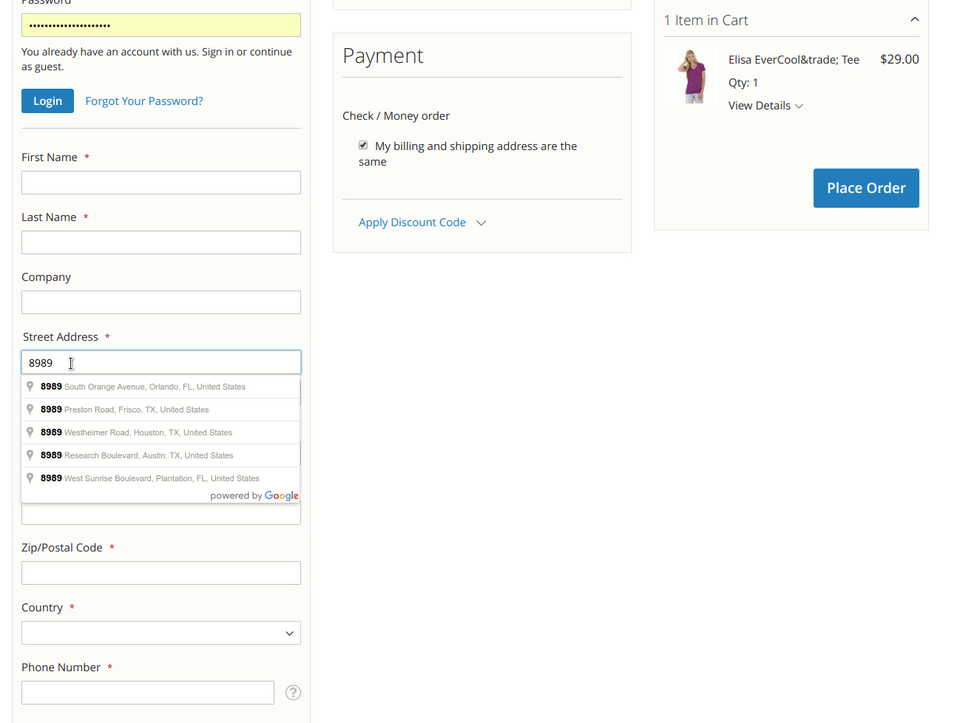 Password
•••••••••••••••••••••
You already have an account with us. Sign in or continue
as guest.
Login
Forgot Your Password?
First Name *
Last Name *
Company
Street Address *
8989
8989 South Orange Avenue, Orlando, FL, United States
8989 Preston Road, Frisco, TX, United States
8989 Westheimer Road, Houston, TX, United States
8989 Research Boulevard, Austin, TX, United States
8989 West Sunrise Boulevard, Plantation, FL, United States
powered by Google
Zip/Postal Code *
Country *
Phone Number *
?
Payment
Check / Money order
My billing and shipping address are the
same
Apply Discount Code
1 Item in Cart
Elisa EverCool&trade; Tee $29.00
Qty: 1
View Details
Place Order